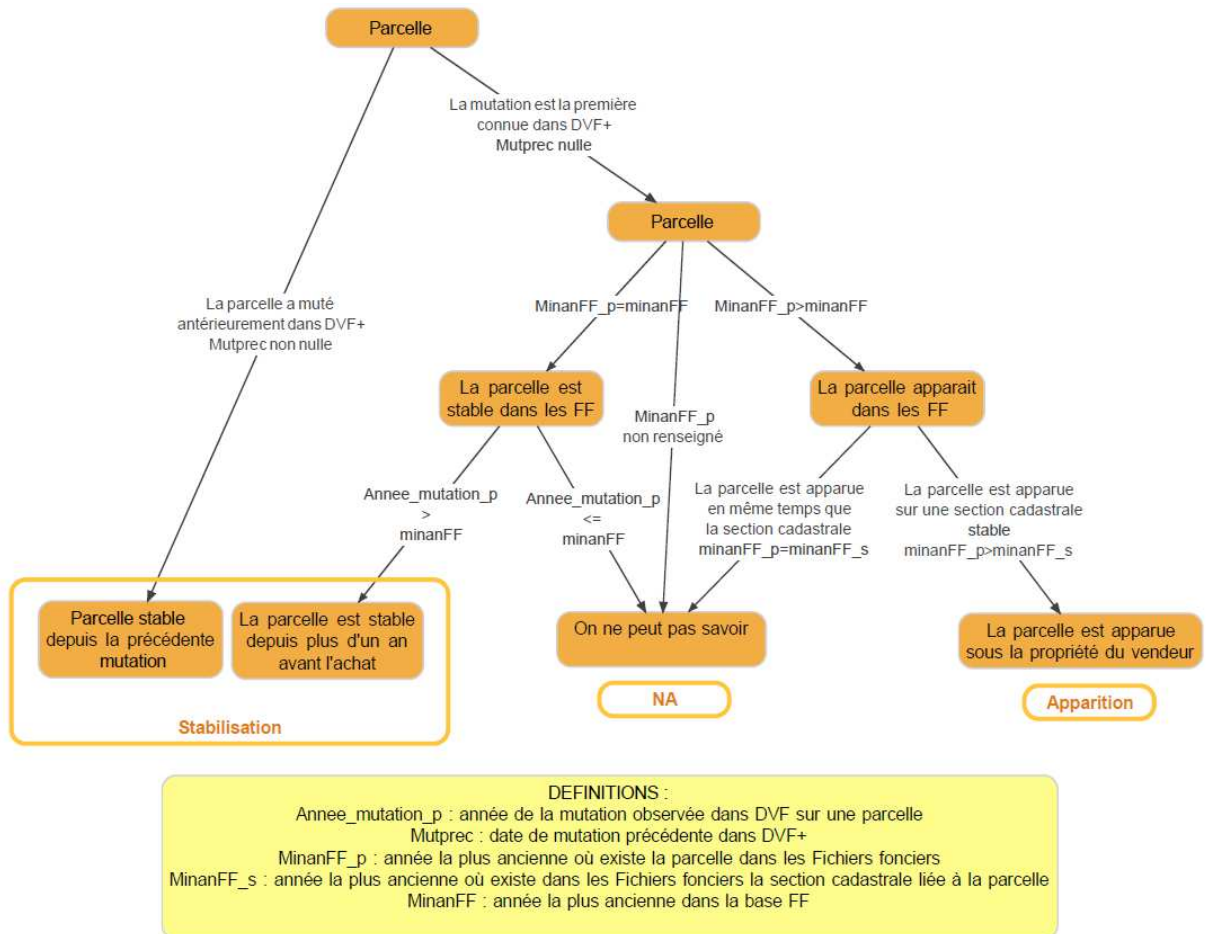 Parcelle
La mutation est la première
connue dans DVF+
Mutprec nulle
Parcelle
La parcelle a muté
antérieurement dans DVF+
Mutprec non nulle
MinanFF_p=minanFF
MinanFF_p>minanFF
La parcelle est
stable dans les FF
MinanFF_p
non renseigné
La parcelle apparait
dans les FF
Annee_mutation_p
>
minanFF
Annee_mutation_p
<=
minanFF
La parcelle est apparue
en même temps que
la section cadastrale
minanFF_p=minanFF_s
La parcelle est apparue
sur une section cadastrale
stable
minanFF_p>minanFF_s
Parcelle stable
depuis la précédente
mutation
La parcelle est stable
depuis plus d'un an
avant l'achat
On ne peut pas savoir
La parcelle est apparue
sous la propriété du vendeur
Stabilisation
NA
Apparition
DEFINITIONS :
Annee_mutation_p : année de la mutation observée dans DVF sur une parcelle
Mutprec : date de mutation précédente dans DVF+
MinanFF_p : année la plus ancienne où existe la parcelle dans les Fichiers fonciers
MinanFF_s : année la plus ancienne où existe dans les Fichiers fonciers la section cadastrale liée à la parcelle
MinanFF : année la plus ancienne dans la base FF